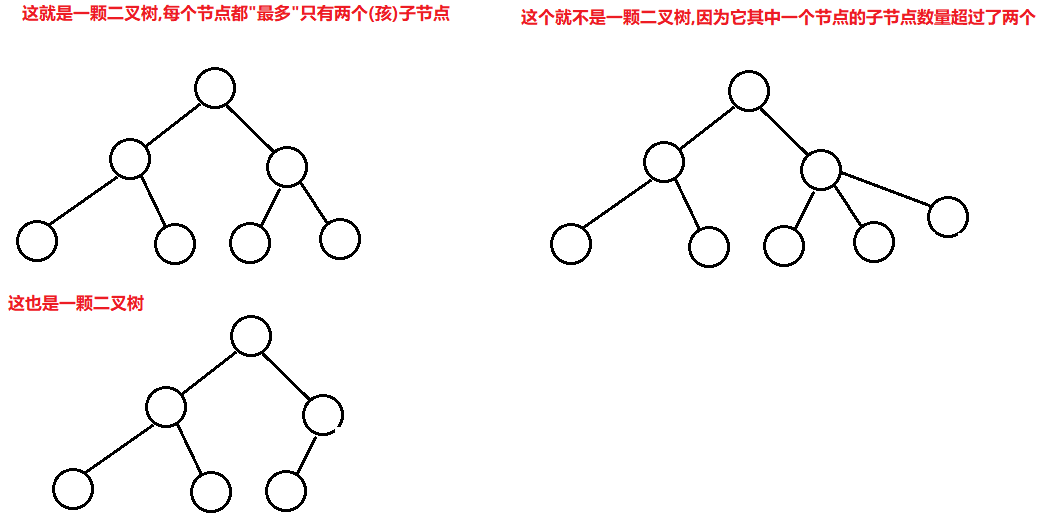 这就是一颗二叉树,每个节点都"最多"只有两个(孩)子节点
这个就不是一颗二叉树,因为它其中一个节点的子节点数量超过了两个
这也是一颗二叉树